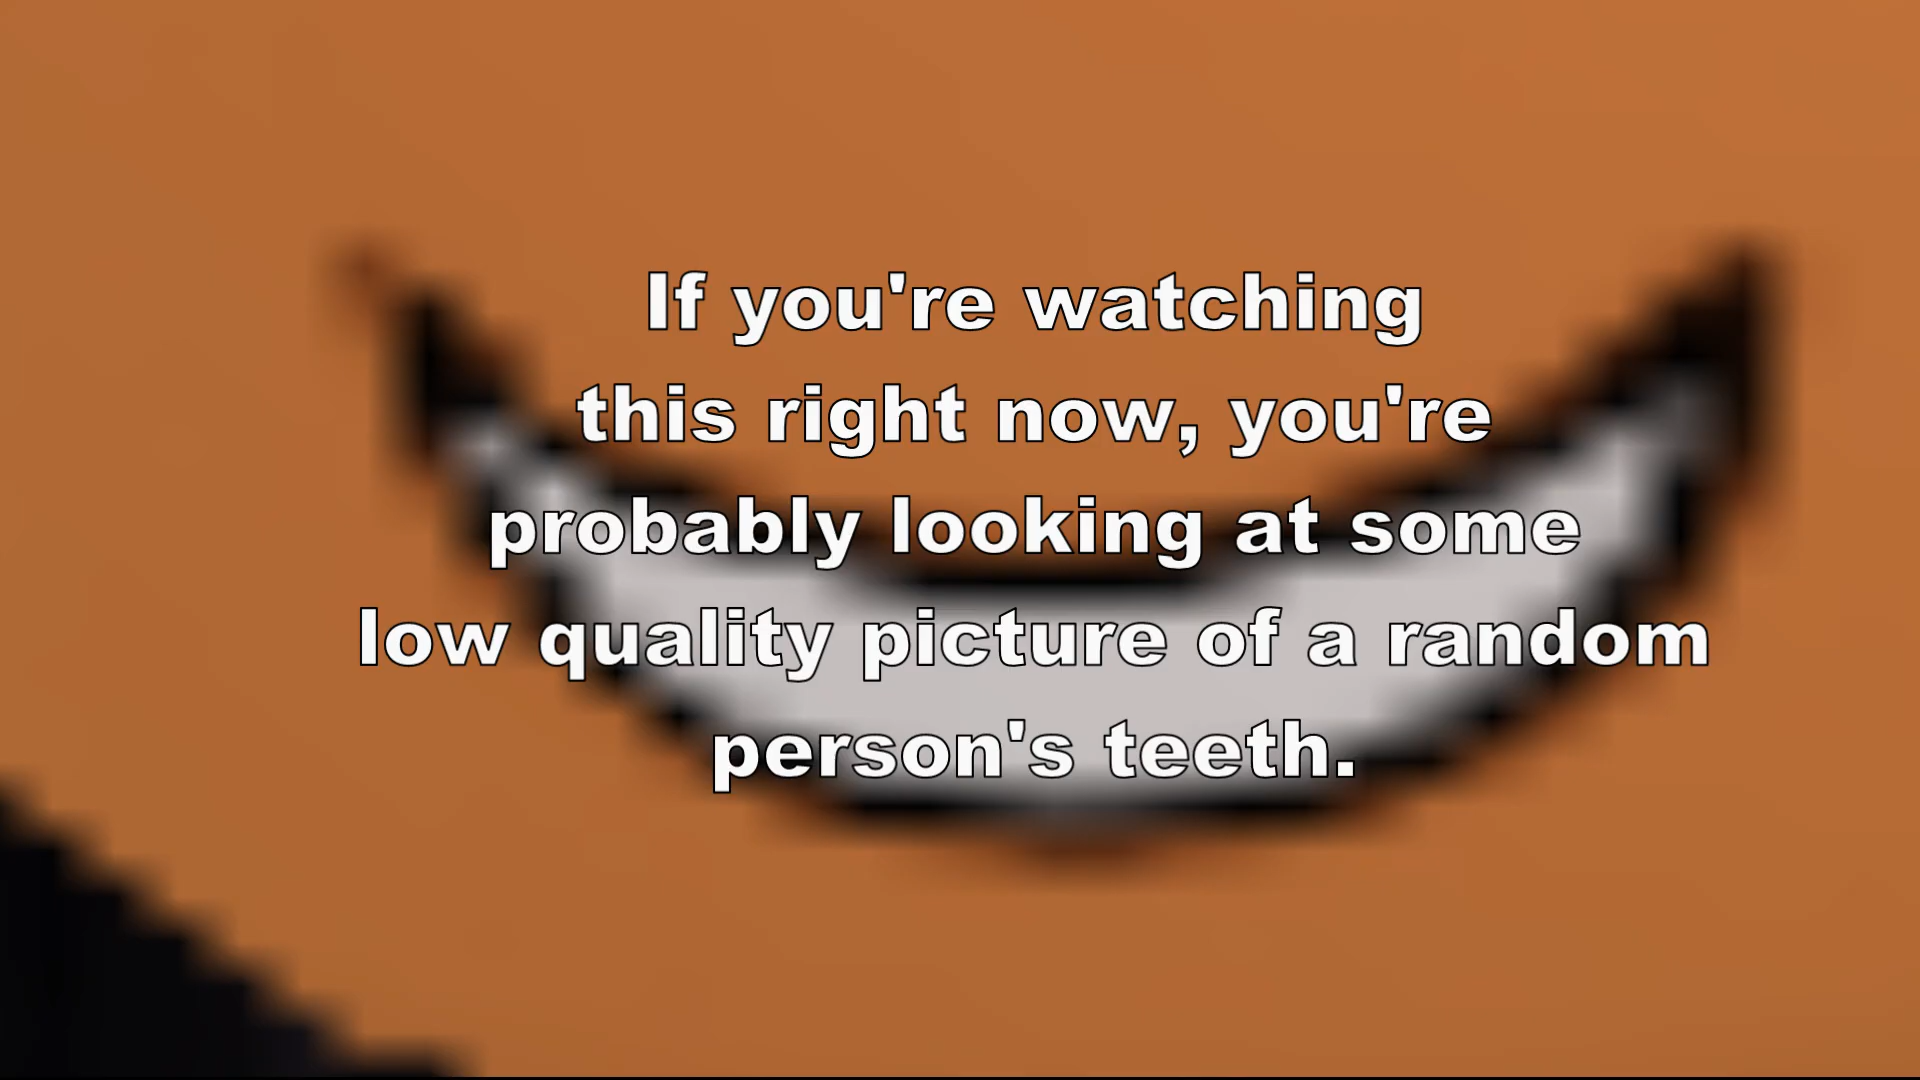 If you're watching
this right now, you're
probably looking at some
low quality picture of a random
person's teeth.